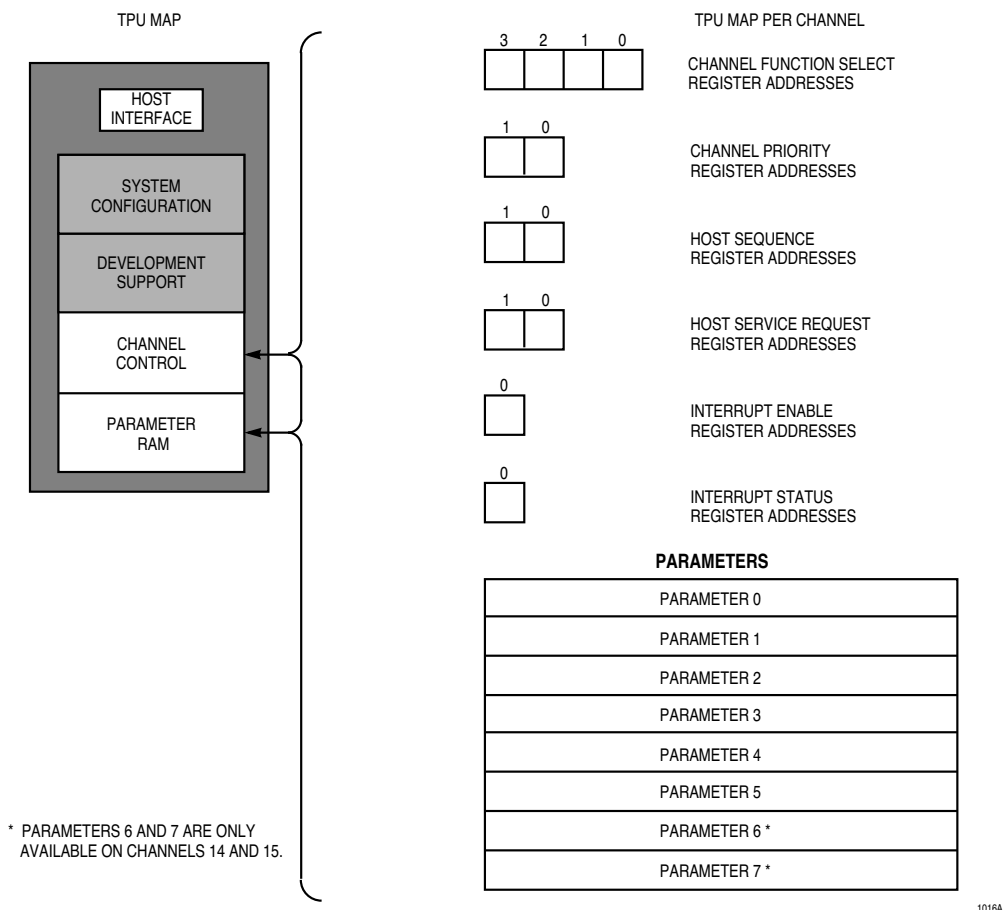 TPU MAP
HOST
INTERFACE
SYSTEM
CONFIGURATION
DEVELOPMENT
SUPPORT
CHANNEL
CONTROL
PARAMETER
RAM
* PARAMETERS 6 AND 7 ARE ONLY
AVAILABLE ON CHANNELS 14 AND 15.
TPU MAP PER CHANNEL
3 2 1 0
CHANNEL FUNCTION SELECT
REGISTER ADDRESSES
1 0
CHANNEL PRIORITY
REGISTER ADDRESSES
1 0
HOST SEQUENCE
REGISTER ADDRESSES
1 0
HOST SERVICE REQUEST
REGISTER ADDRESSES
0
INTERRUPT ENABLE
REGISTER ADDRESSES
0
INTERRUPT STATUS
REGISTER ADDRESSES
PARAMETERS
PARAMETER 0
PARAMETER 1
PARAMETER 2
PARAMETER 3
PARAMETER 4
PARAMETER 5
PARAMETER 6 *
PARAMETER 7 *
1016A